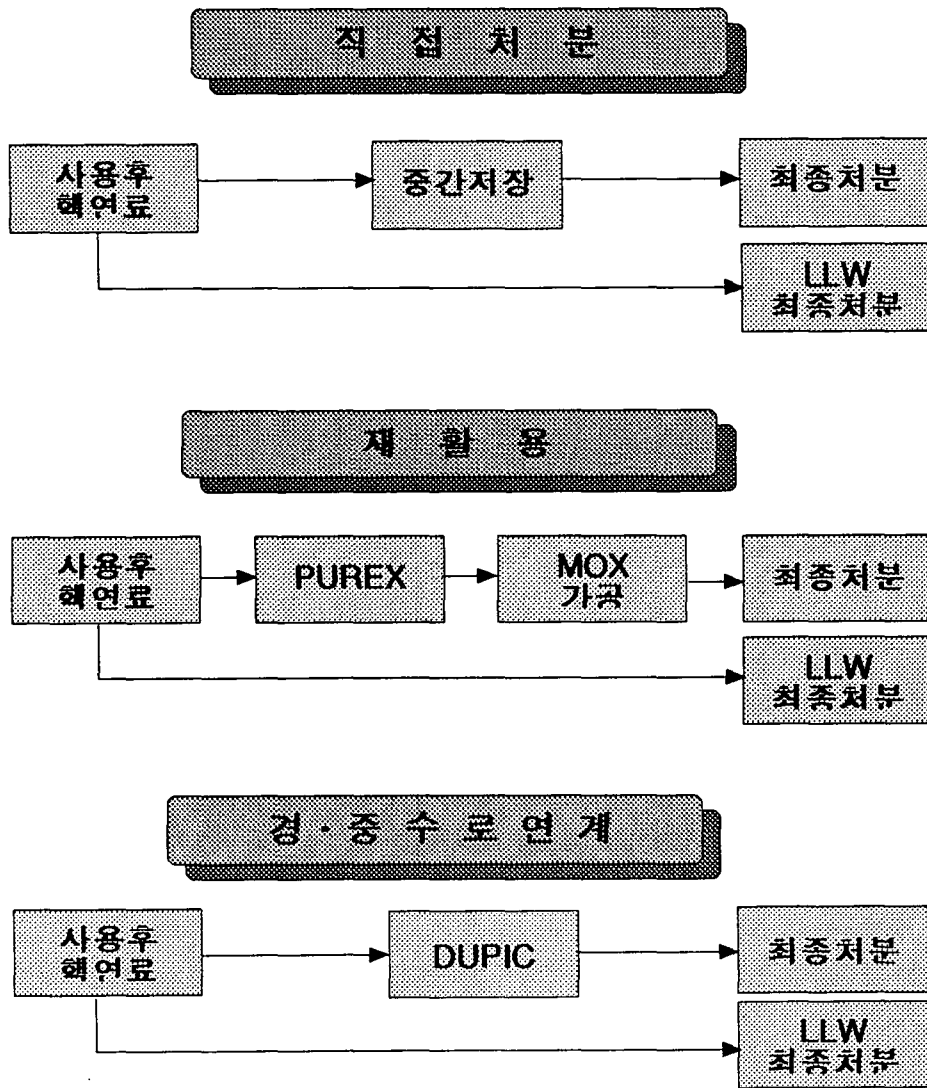 직 접 처 분
사용후
핵연료
중간저장
최종처분
LLW
최종처분
재 활 용
사용후
핵연료
PUREX
MOX
가공
최종처분
LLW
최종처분
경·중수로연계
사용후
핵연료
DUPIC
최종처분
LLW
최종처분